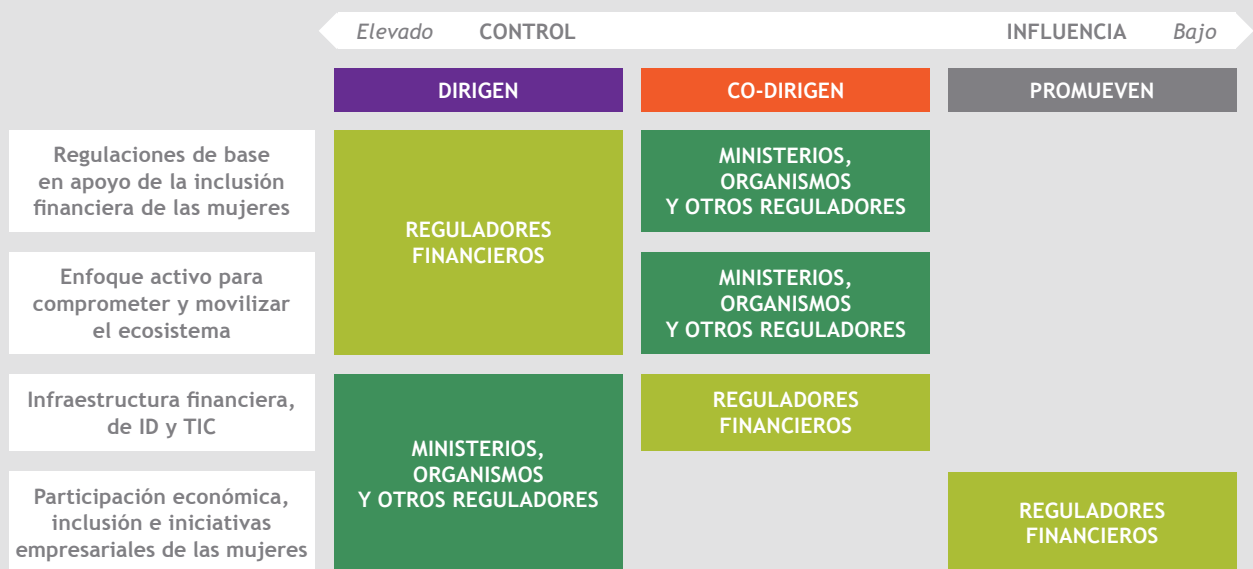 Elevado CONTROL INFLUENCIA Bajo
DIRIGEN CO-DIRIGEN PROMUEVEN
Regulaciones de base
en apoyo de la inclusión
financiera de las mujeres
REGULADORES
FINANCIEROS
MINISTERIOS,
ORGANISMOS
Y OTROS REGULADORES
Enfoque activo para
comprometer y movilizar
el ecosistema
MINISTERIOS,
ORGANISMOS
Y OTROS REGULADORES
Infraestructura financiera,
de ID y TIC
MINISTERIOS,
ORGANISMOS
Y OTROS REGULADORES
REGULADORES
FINANCIEROS
Participación económica,
inclusión e iniciativas
empresariales de las mujeres
REGULADORES
FINANCIEROS